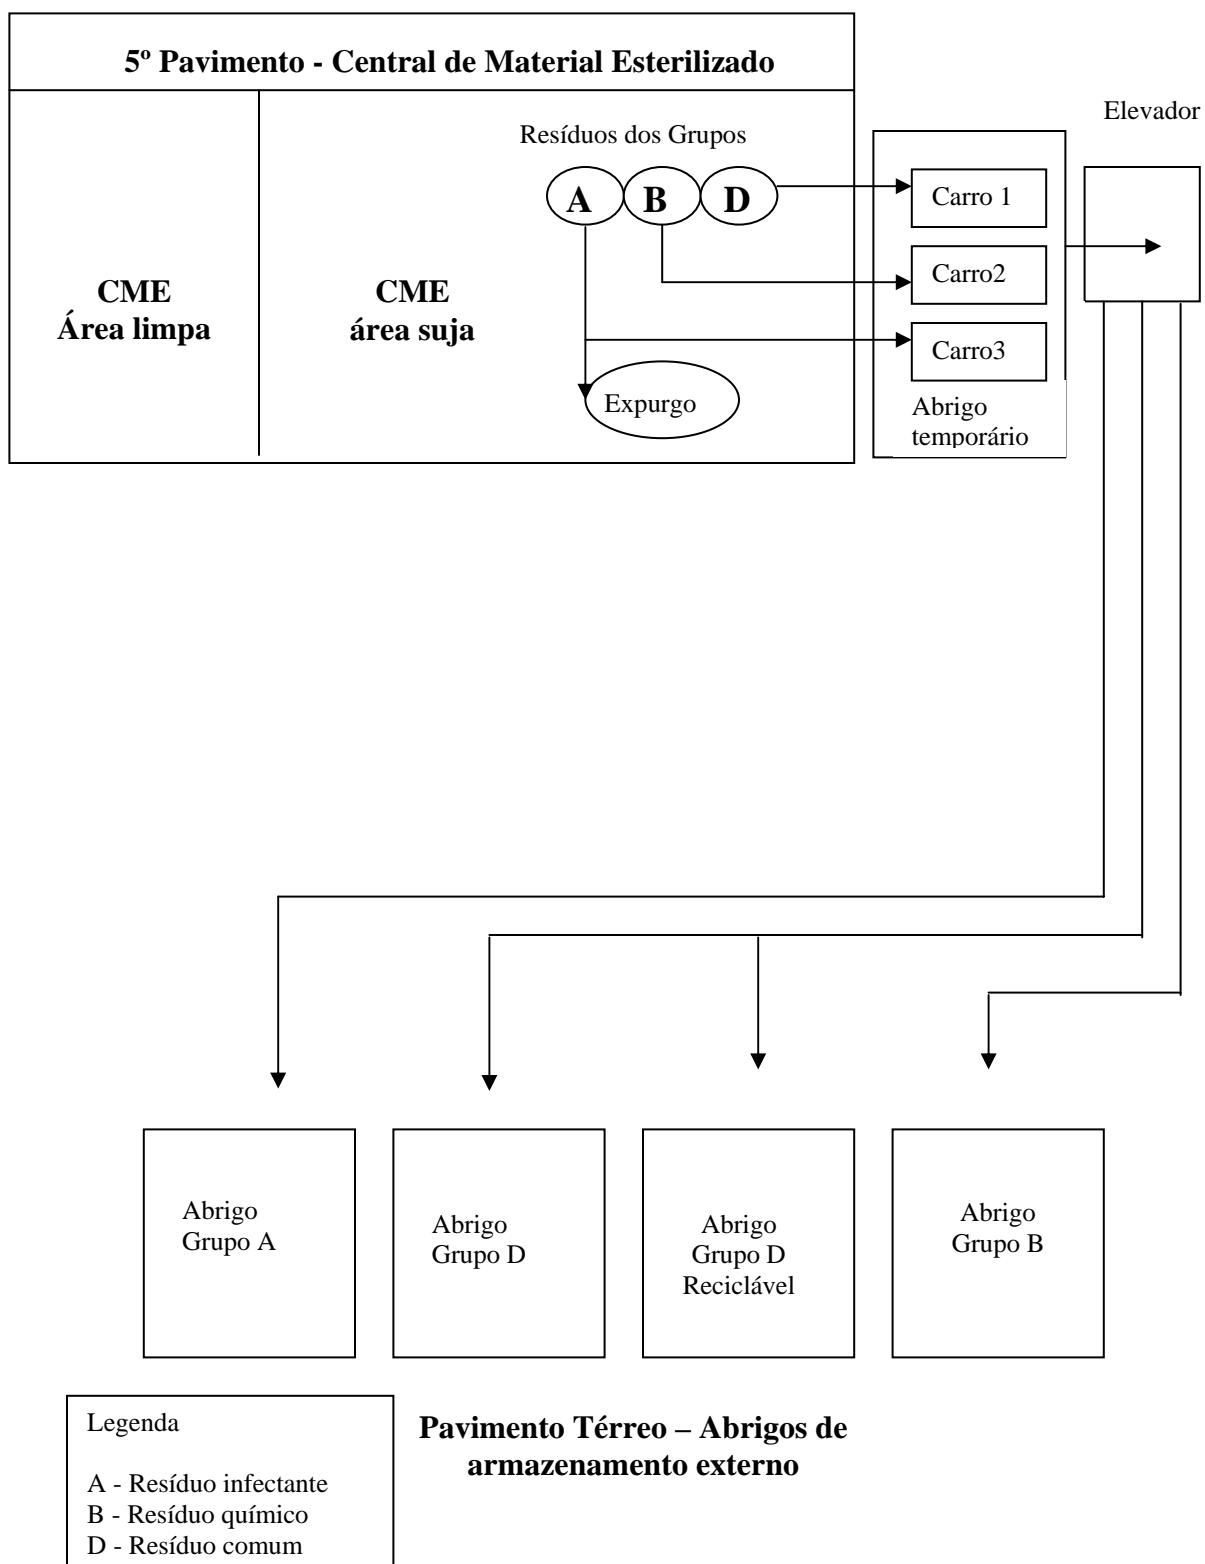 5º Pavimento - Central de Material Esterilizado
Elevador
Resíduos dos Grupos
A B D
Carro 1
Carro2
Carro3
CME
Área limpa
CME
área suja
Expurgo
Abrigo
temporário
Abrigo
Grupo A
Abrigo
Grupo D
Abrigo
Grupo D
Reciclável
Abrigo
Grupo B
Legenda
A - Resíduo infectante
B - Resíduo químico
D - Resíduo comum
Pavimento Térreo – Abrigos de
armazenamento externo